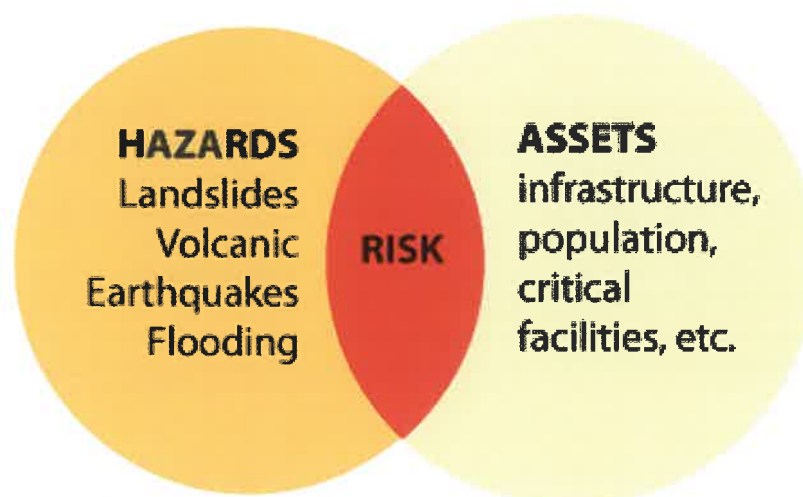 HAZARDS
Landslides
Volcanic
Earthquakes
Flooding
RISK
ASSETS
infrastructure,
population,
critical
facilities, etc.